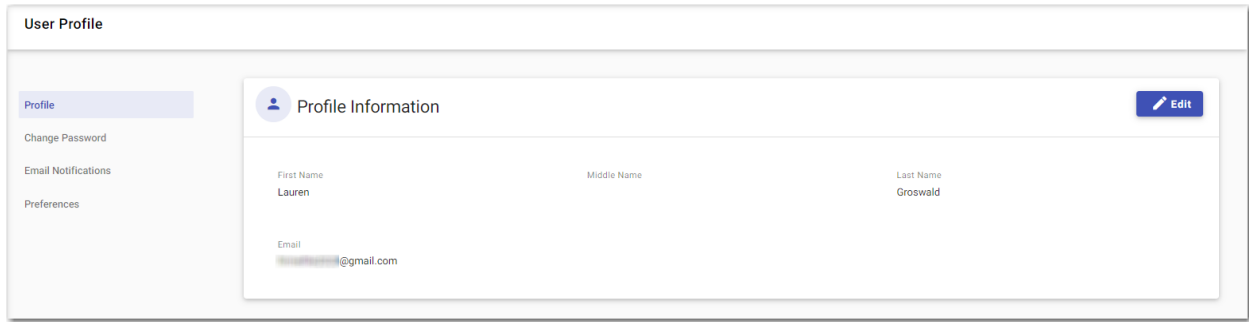 User Profile
Profile
Change Password
Email Notifications
Preferences
Profile Information
Edit
First Name Middle Name Last Name
Lauren Groswald
Email
@gmail.com